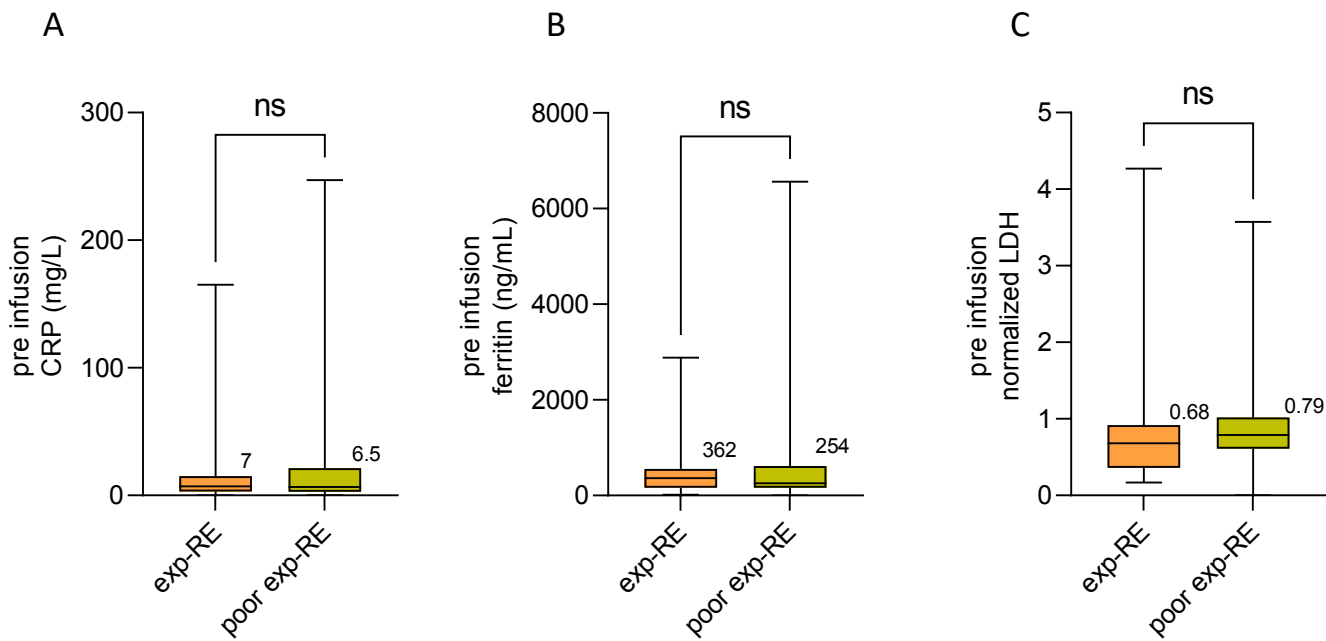 A
B
C
ns
ns
ns
300
200
100
0
pre infusion
CRP (mg/L)
7
6.5
exp-RE
poor exp-RE
8000
6000
4000
2000
0
pre infusion
ferritin (ng/mL)
362
254
exp-RE
poor exp-RE
5
4
3
2
1
0
pre infusion
normalized LDH
0.68
0.79
exp-RE
poor exp-RE